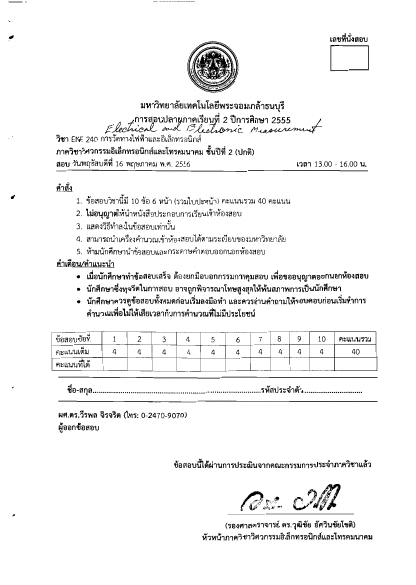 เลขที่นั่งสอบ
มหาวิทยาลัยเทคโนโลยีพระจอมเกล้าธนบุรี
การสอบปลายภาคเรียนที่ 2 ปีการศึกษา 2555
Electrical and Electronic Measurement
วิชา ENE 240 การวัดทางไฟฟ้าและอิเล็กทรอนิกส์
ภาควิชาวิศวกรรมอิเล็กทรอนิกส์และโทรคมนาคม ชั้นปีที่ 2 (ปกติ)
สอบ วันพฤหัสบดีที่ 16 พฤษภาคม พ.ศ. 2556 เวลา 13.00 - 16.00 น.
คำสั่ง
1. ข้อสอบวิชานี้มี 10 ข้อ 6 หน้า (รวมใบปะหน้า) คะแนนรวม 40 คะแนน
2. ไม่อนุญาตให้นำหนังสือประกอบการเรียนเข้าห้องสอบ
3. แสดงวิธีทำลงในข้อสอบเท่านั้น
4. สามารถนำเครื่องคำนวณเข้าห้องสอบได้ตามระเบียบของมหาวิทยาลัย
5. ห้ามนักศึกษานำข้อสอบและกระดาษคำตอบออกนอกห้องสอบ
คำเตือน/คำแนะนำ
• เมื่อนักศึกษาทำข้อสอบเสร็จ ต้องยกมือบอกกรรมการคุมสอบ เพื่อขออนุญาตออกนอกห้องสอบ
• นักศึกษาซึ่งทุจริตในการสอบ อาจถูกพิจารณาโทษสูงสุดให้พ้นสภาพการเป็นนักศึกษา
• นักศึกษาควรดูข้อสอบทั้งหมดก่อนเริ่มลงมือทำ และควรอ่านคำถามให้รอบคอบก่อนเริ่มทำการ
คำนวณเพื่อไม่ให้เสียเวลากับการคำนวณที่ไม่มีประโยชน์
ข้อสอบข้อที่ 1 2 3 4 5 6 7 8 9 10 คะแนนรวม
คะแนนเต็ม 4 4 4 4 4 4 4 4 4 4 40
คะแนนที่ได้
ชื่อ-สกุล..........................................................รหัสประจำตัว...........................
ผศ.ดร.วีรพล จิรจริต (โทร: 0-2470-9070)
ผู้ออกข้อสอบ
ข้อสอบนี้ได้ผ่านการประเมินจากคณะกรรมการประจำภาควิชาแล้ว
(รองศาสตราจารย์ ดร.วุฒิชัย อัศวินชัยโชติ)
หัวหน้าภาควิชาวิศวกรรมอิเล็กทรอนิกส์และโทรคมนาคม